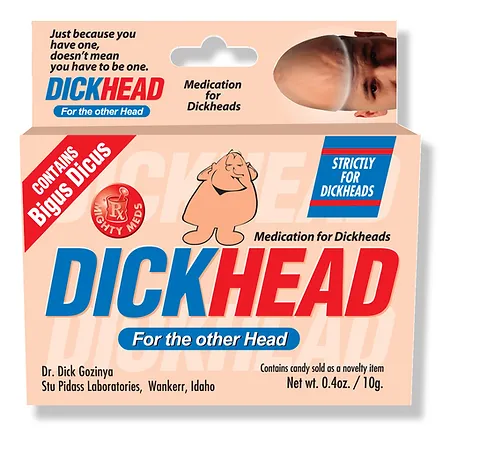 Just because you
have one,
doesn't mean
you have to be one.
DICKHEAD
For the other Head
Medication
for
Dickheads
CONTAINS
Bigus Dicus
DICKHEAD
Rx
MIGHTY MEDS
STRICTLY
FOR
DICKHEADS
Medication for Dickheads
DICKHEAD
For the other Head
DICKHEAD
Dr. Dick Gozinya
Stu Pidass Laboratories, Wankerr, Idaho
Contains candy sold as a novelty item
Net wt. 0.4oz. / 10g.